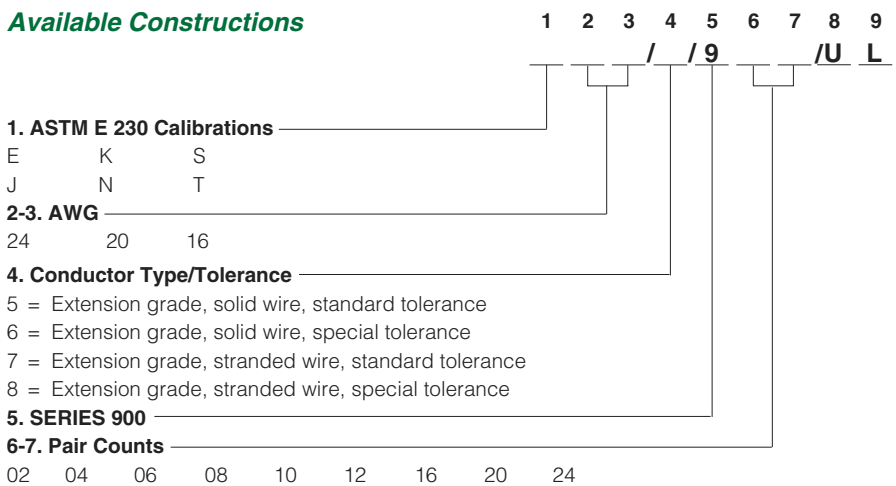 Available Constructions 1 2 3 4 5 6 7 8 9
/ / 9 /U L
1. ASTM E 230 Calibrations
E K S
J N T
2-3. AWG
24 20 16
4. Conductor Type/Tolerance
5 = Extension grade, solid wire, standard tolerance
6 = Extension grade, solid wire, special tolerance
7 = Extension grade, stranded wire, standard tolerance
8 = Extension grade, stranded wire, special tolerance
5. SERIES 900
6-7. Pair Counts
02 04 06 08 10 12 16 20 24